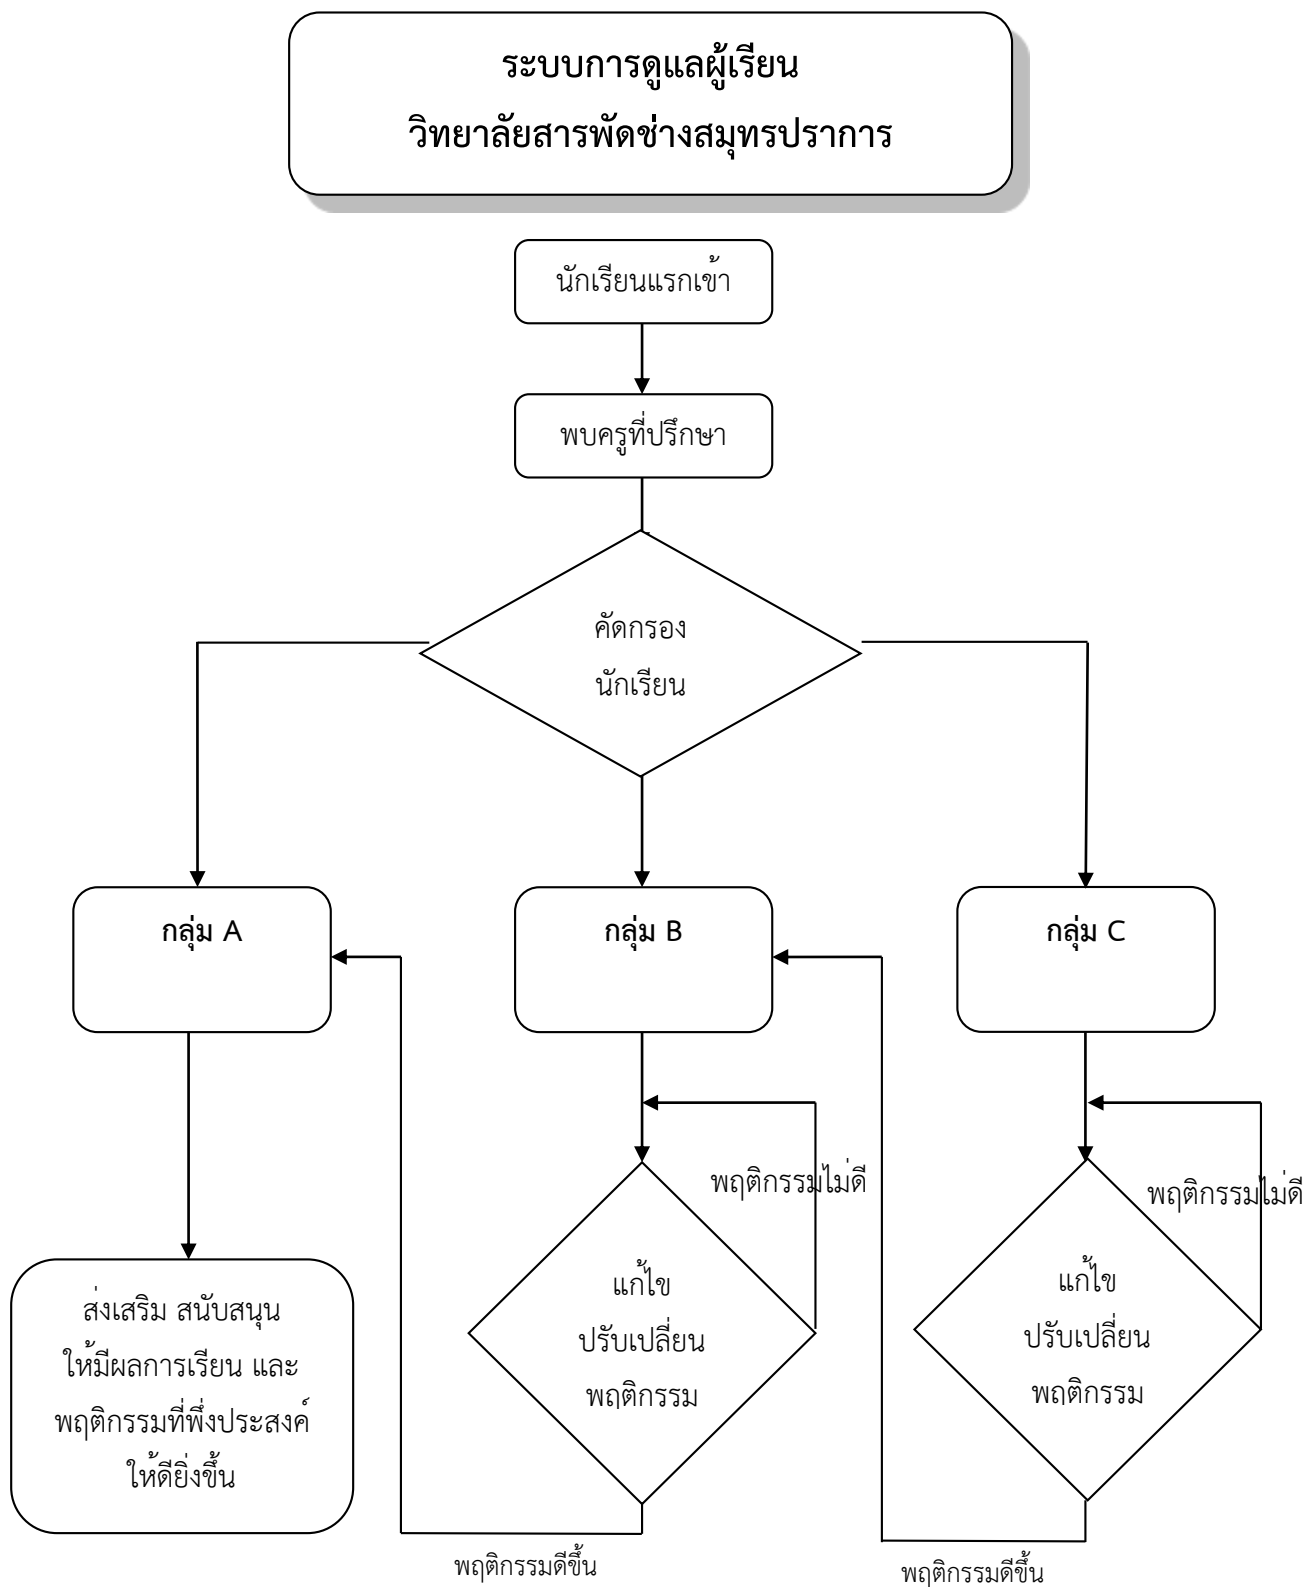 ระบบการดูแลผู้เรียน
วิทยาลัยสารพัดช่างสมุทรปราการ
นักเรียนแรกเข้า
พบครูที่ปรึกษา
คัดกรอง
นักเรียน
กลุ่ม A
กลุ่ม B
กลุ่ม C
พฤติกรรมไม่ดี
พฤติกรรมไม่ดี
ส่งเสริม สนับสนุน
ให้มีผลการเรียน และ
พฤติกรรมที่พึ่งประสงค์
ให้ดียิ่งขึ้น
แก้ไข
ปรับเปลี่ยน
พฤติกรรม
แก้ไข
ปรับเปลี่ยน
พฤติกรรม
พฤติกรรมดีขึ้น
พฤติกรรมดีขึ้น